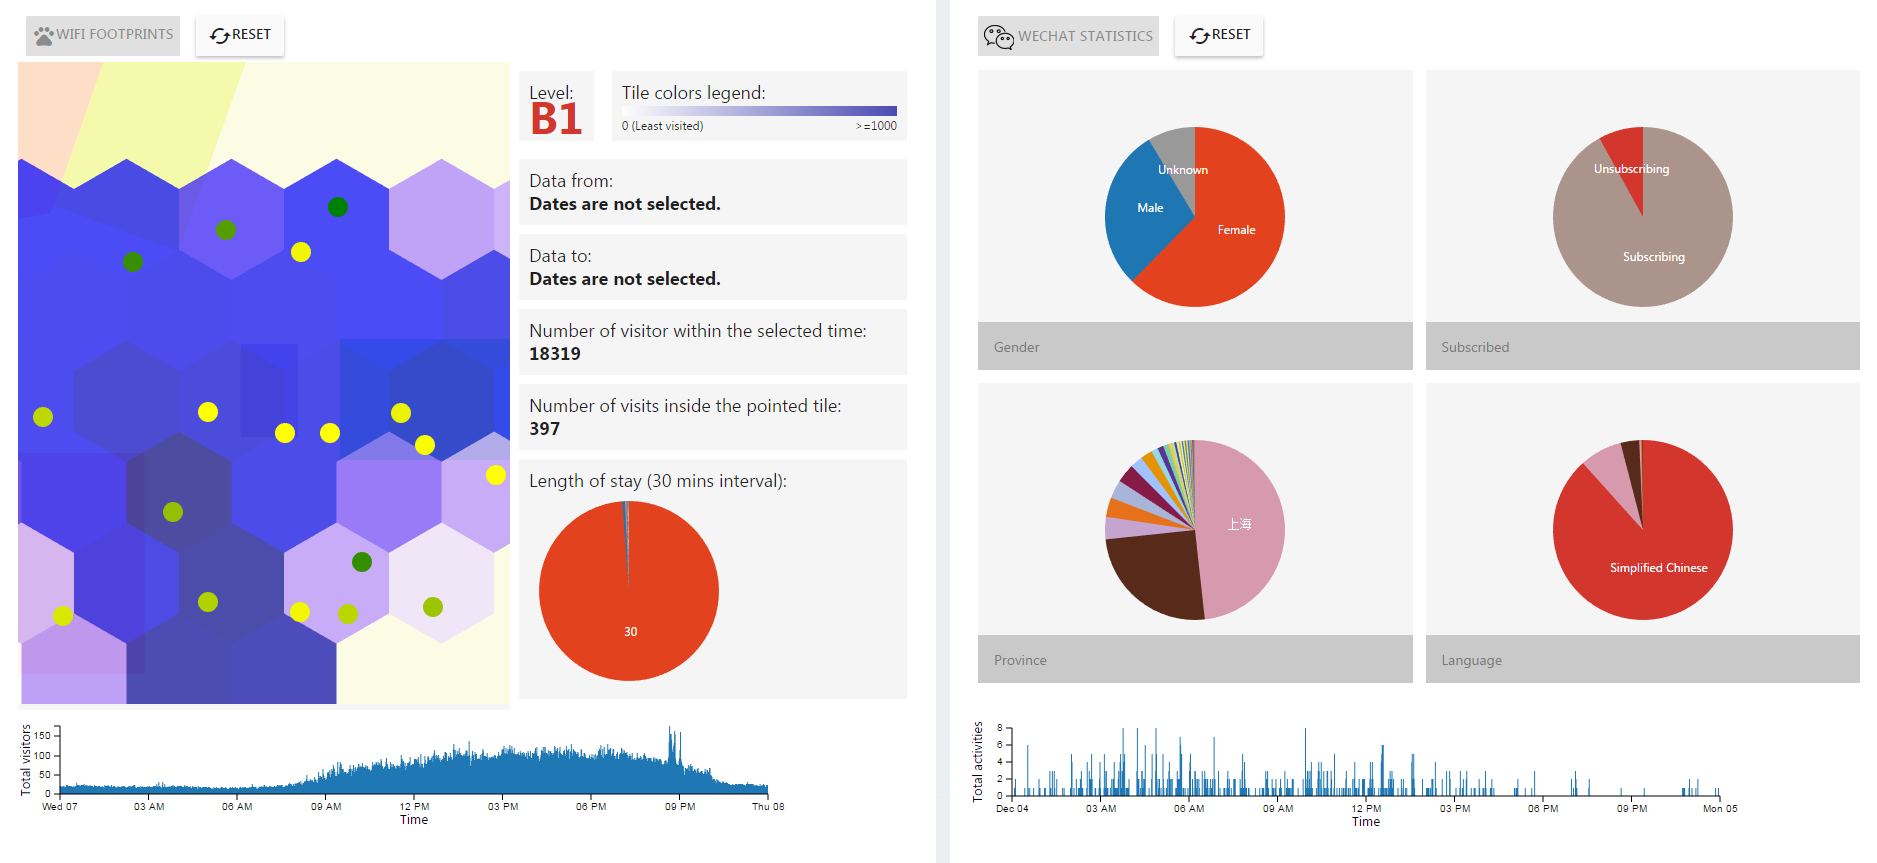 WIFI FOOTPRINTS
RESET
Level:
B1
Tile colors legend:
0 (Least visited)
>=1000
Data from:
Dates are not selected.
Data to:
Dates are not selected.
Number of visitor within the selected time:
18319
Number of visits inside the pointed tile:
397
Length of stay (30 mins interval):
30
Total visitors
150
100
50
0
Wed 07
03 AM
06 AM
09 AM
12 PM
03 PM
06 PM
09 PM
Thu 08
Time
WECHAT STATISTICS
RESET
Unknown
Male
Female
Gender
Unsubscribing
Subscribing
Subscribed
上海
Province
Simplified Chinese
Language
Total activities
8
6
4
2
0
Dec 04
03 AM
06 AM
09 AM
12 PM
03 PM
06 PM
09 PM
Mon 05
Time